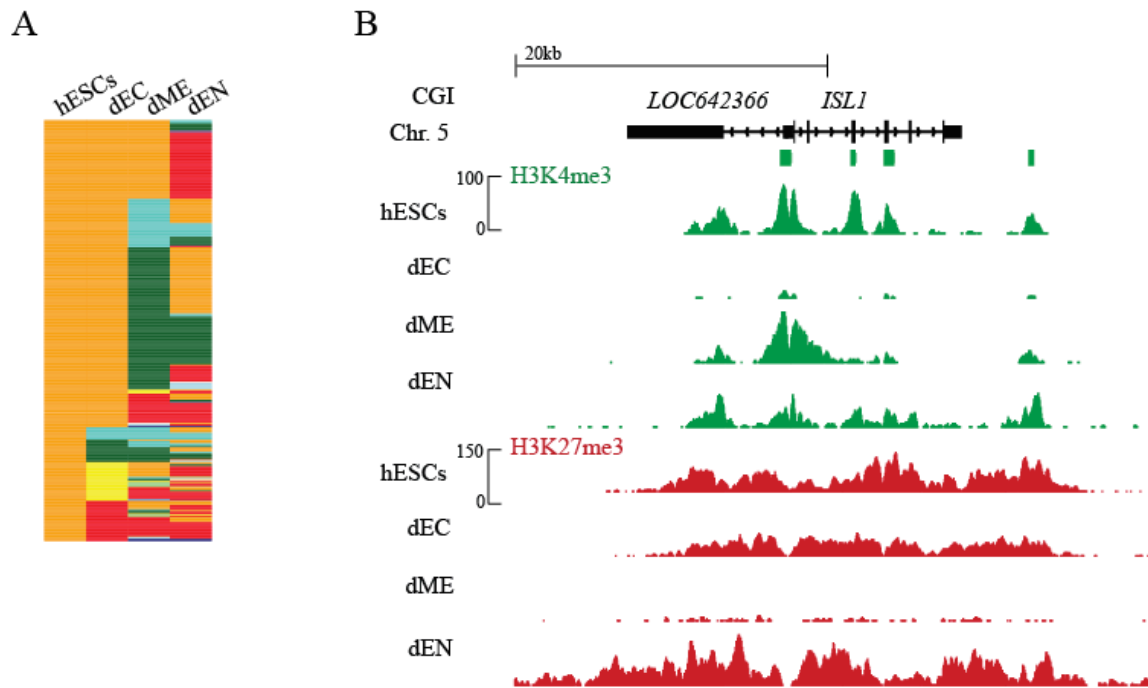 A
hESCs dEC dME dEN
B
20kb
CGI
LOC642366 ISL1
Chr. 5
H3K4me3
100
0
hESCs
dEC
dME
dEN
H3K27me3
150
0
hESCs
dEC
dME
dEN